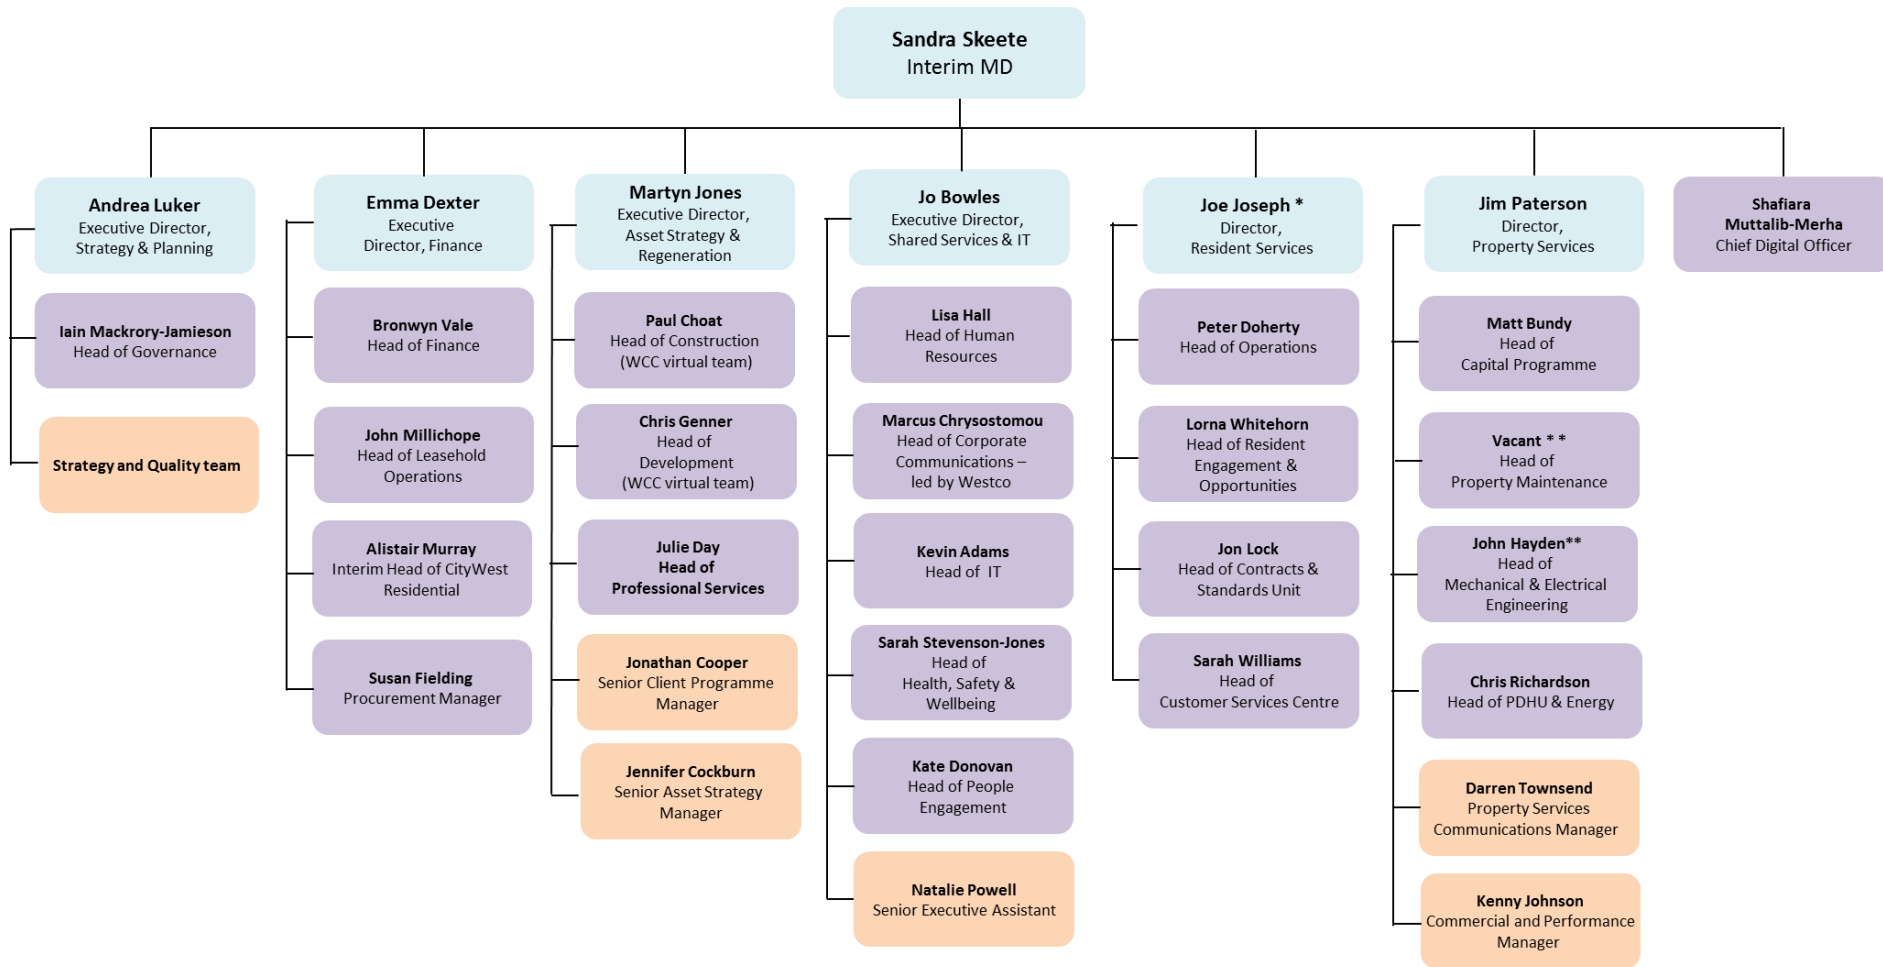 Sandra Skeete
Interim MD
Andrea Luker
Executive Director,
Strategy & Planning
Iain Mackrory-Jamieson
Head of Governance
Strategy and Quality team
Emma Dexter
Executive
Director, Finance
Bronwyn Vale
Head of Finance
John Millichope
Head of Leasehold
Operations
Alistair Murray
Interim Head of CityWest
Residential
Susan Fielding
Procurement Manager
Martyn Jones
Executive Director,
Asset Strategy &
Regeneration
Paul Choat
Head of Construction
(WCC virtual team)
Chris Genner
Head of
Development
(WCC virtual team)
Julie Day
Head of
Professional Services
Jonathan Cooper
Senior Client Programme
Manager
Jennifer Cockburn
Senior Asset Strategy
Manager
Jo Bowles
Executive Director,
Shared Services & IT
Lisa Hall
Head of Human
Resources
Marcus Chrysostomou
Head of Corporate
Communications –
led by Westco
Kevin Adams
Head of IT
Sarah Stevenson-Jones
Head of
Health, Safety &
Wellbeing
Kate Donovan
Head of People
Engagement
Natalie Powell
Senior Executive Assistant
Joe Joseph *
Director,
Resident Services
Peter Doherty
Head of Operations
Lorna Whitehorn
Head of Resident
Engagement &
Opportunities
Jon Lock
Head of Contracts &
Standards Unit
Sarah Williams
Head of
Customer Services Centre
Jim Paterson
Director,
Property Services
Matt Bundy
Head of
Capital Programme
Vacant * *
Head of
Property Maintenance
John Hayden**
Head of
Mechanical & Electrical
Engineering
Chris Richardson
Head of PDHU & Energy
Darren Townsend
Property Services
Communications Manager
Kenny Johnson
Commercial and Performance
Manager
Shafiara
Muttalib-Merha
Chief Digital Officer